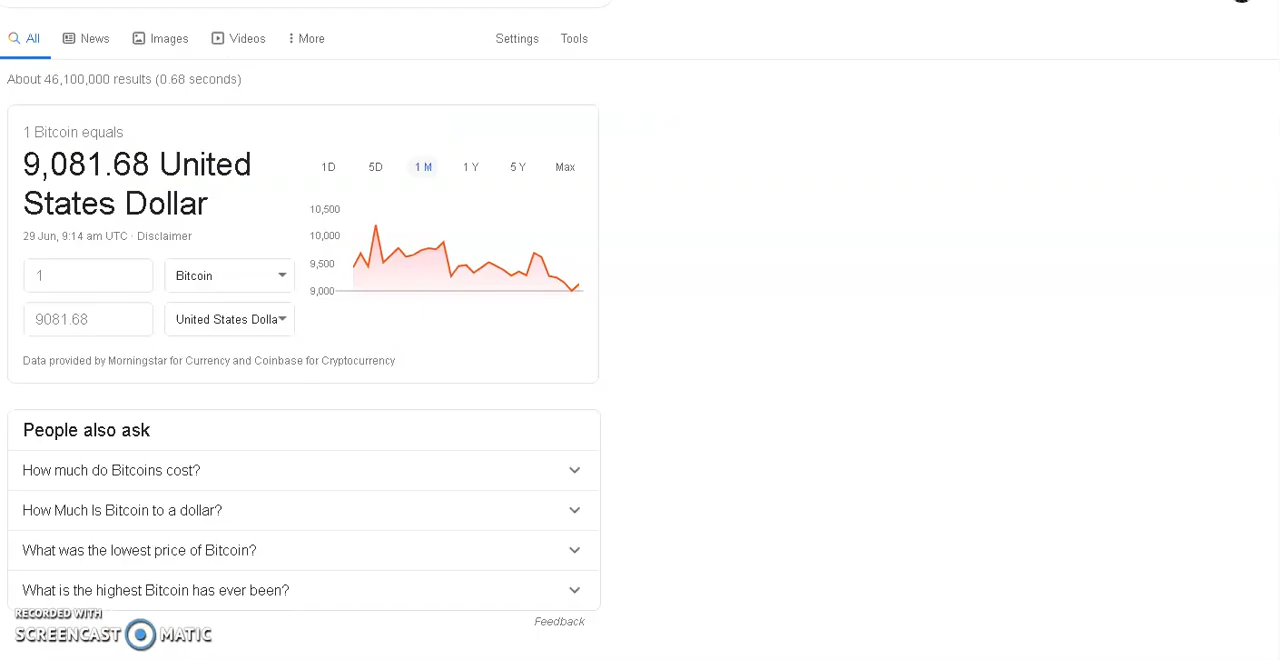 All News Images Videos More Settings Tools
About 46,100,000 results (0.68 seconds)
1 Bitcoin equals
9,081.68 United
States Dollar
29 Jun, 9:14 am UTC · Disclaimer
1 Bitcoin
9081.68 United States Dolla
1D 5D 1 M 1 Y 5 Y Max
10,500
10,000
9,500
9,000
Data provided by Morningstar for Currency and Coinbase for Cryptocurrency
People also ask
How much do Bitcoins cost?
How Much Is Bitcoin to a dollar?
What was the lowest price of Bitcoin?
What is the highest Bitcoin has ever been?
Feedback
RECORDED WITH
SCREENCAST MATIC